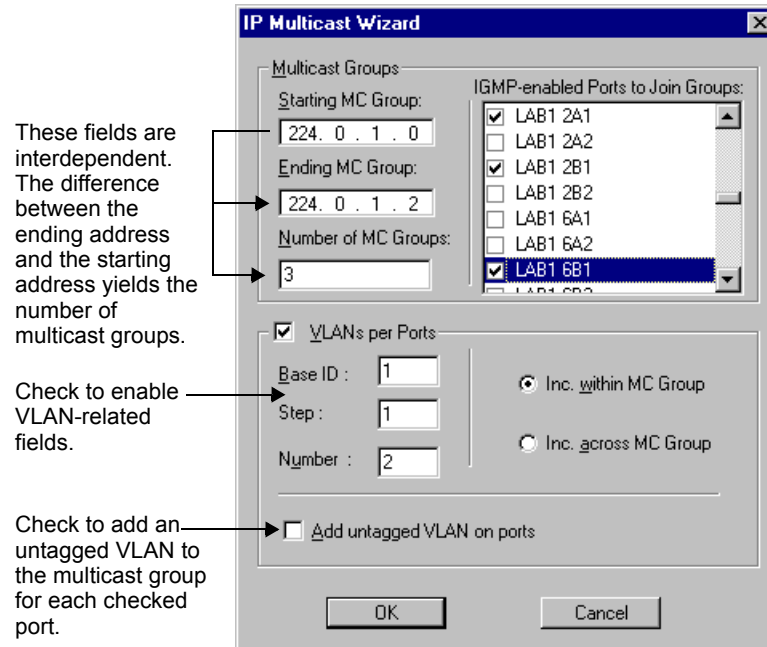 IP Multicast Wizard
Multicast Groups
Starting MC Group:
224. 0 . 1 . 0
Ending MC Group:
224. 0 . 1 . 2
Number of MC Groups:
3
IGMP-enabled Ports to Join Groups:
LAB1 2A1
LAB1 2A2
LAB1 2B1
LAB1 2B2
LAB1 6A1
LAB1 6A2
LAB1 6B1
These fields are
interdependent.
The difference
between the
ending address
and the starting
address yields the
number of
multicast groups.
VLANs per Ports
Base ID :
1
Step :
1
Number :
2
Inc. within MC Group
Inc. across MC Group
Check to enable
VLAN-related
fields.
Add untagged VLAN on ports
Check to add an
untagged VLAN to
the multicast group
for each checked
port.
OK
Cancel